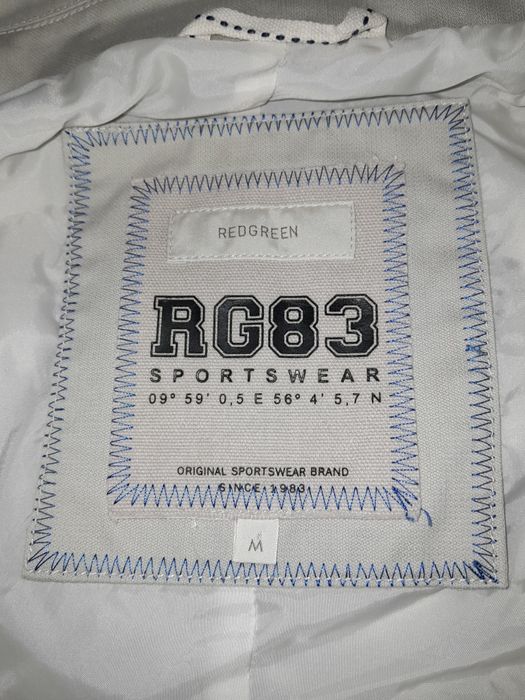 REDGREEN
RG83
SPORTSWEAR
09° 59' 0,5 E 56° 4' 5,7 N
ORIGINAL SPORTSWEAR BRAND
SINCE 1983
M